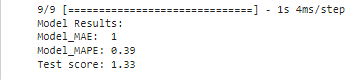 9/9 [==============================] - 1s 4ms/step
Model Results:
Model_MAE:  1
Model_MAPE: 0.39
Test score: 1.33